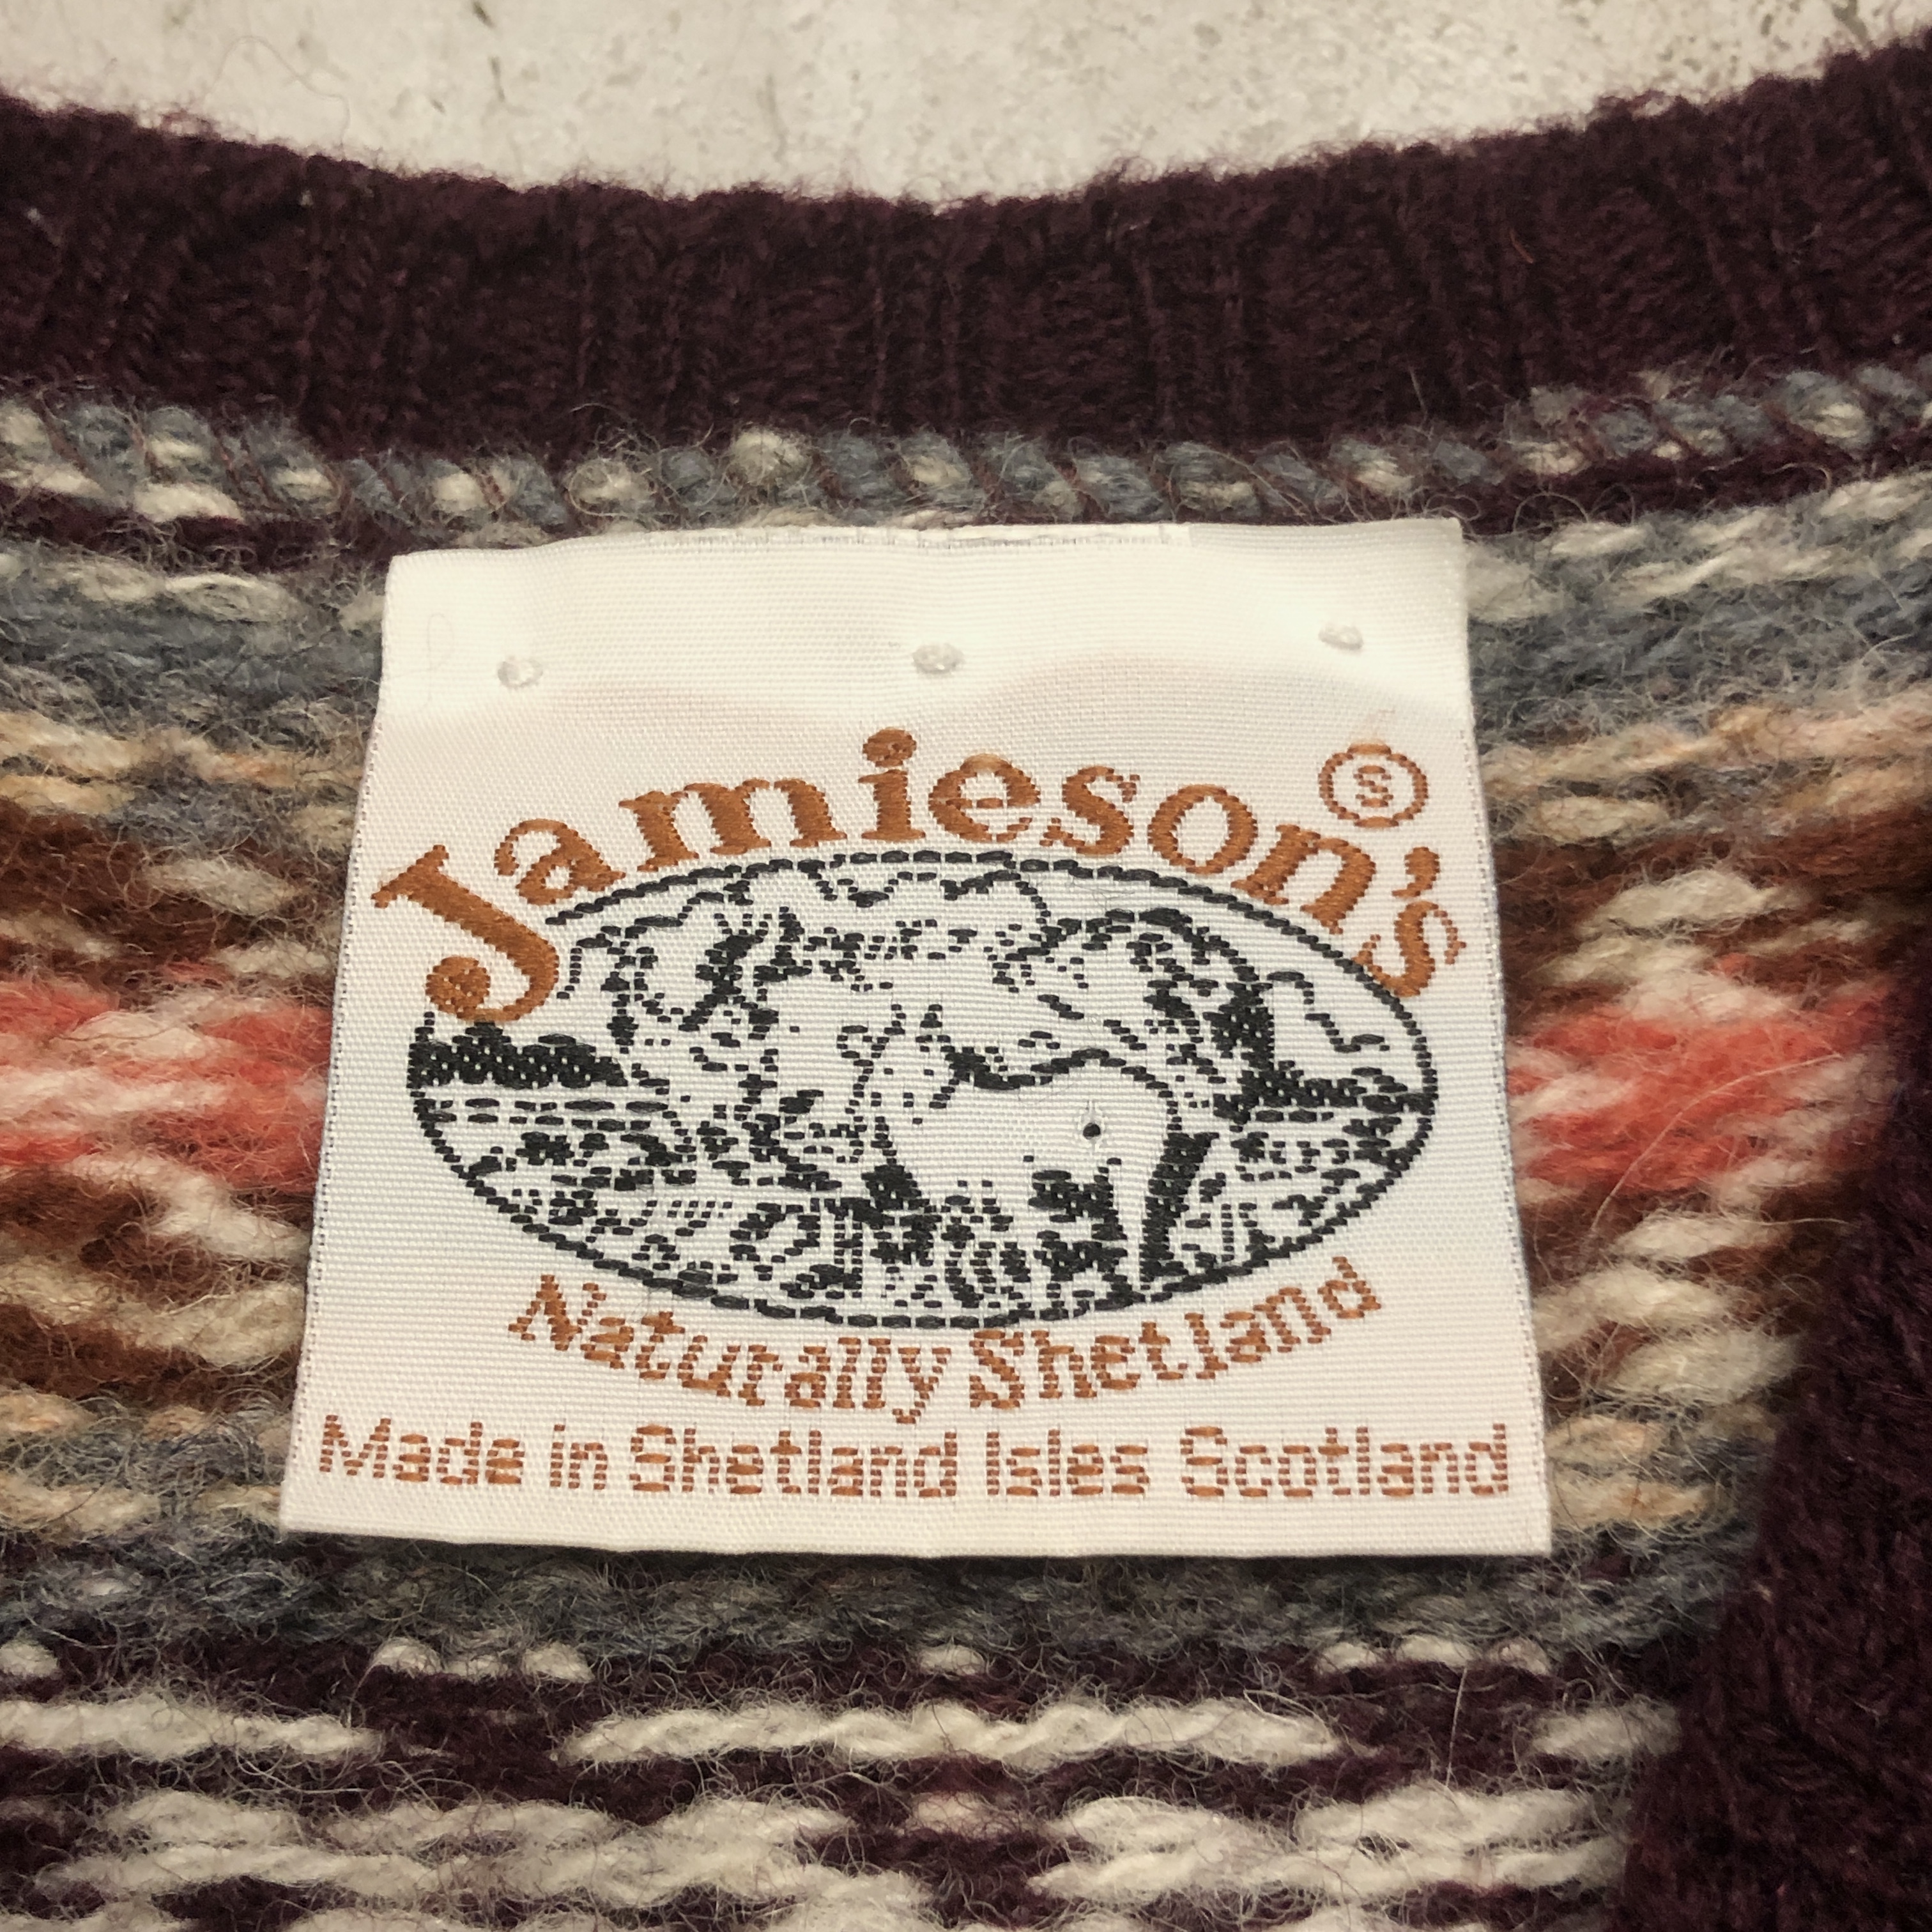 Jamieson's
S
Naturally Shetland
Made in Shetland Isles Scotland